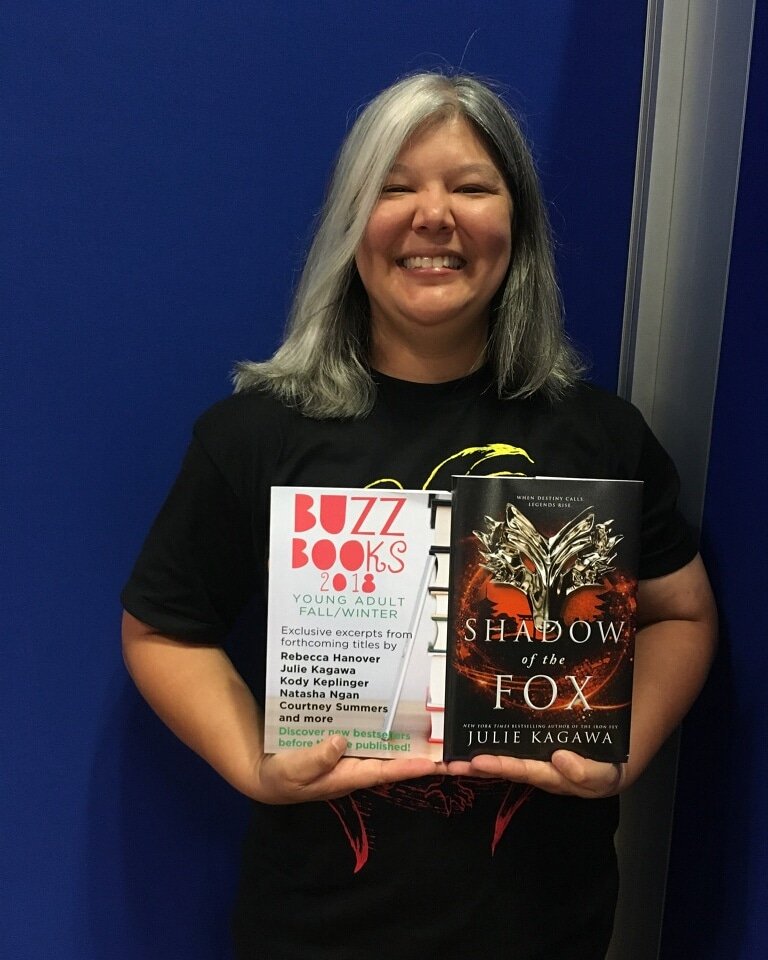 BUZZ
BOOKS
2018
YOUNG ADULT
FALL/WINTER
Exclusive excerpts from
forthcoming titles by
Rebecca Hanover
Julie Kagawa
Kody Keplinger
Natasha Ngan
Courtney Summers
and more
Discover new bestsellers
before published!
WHEN DESTINY CALLS,
LEGENDS RISE.
SHADOW
of the
FOX
NEW YORK TIMES BESTSELLING AUTHOR OF THE IRON FEY
JULIE KAGAWA